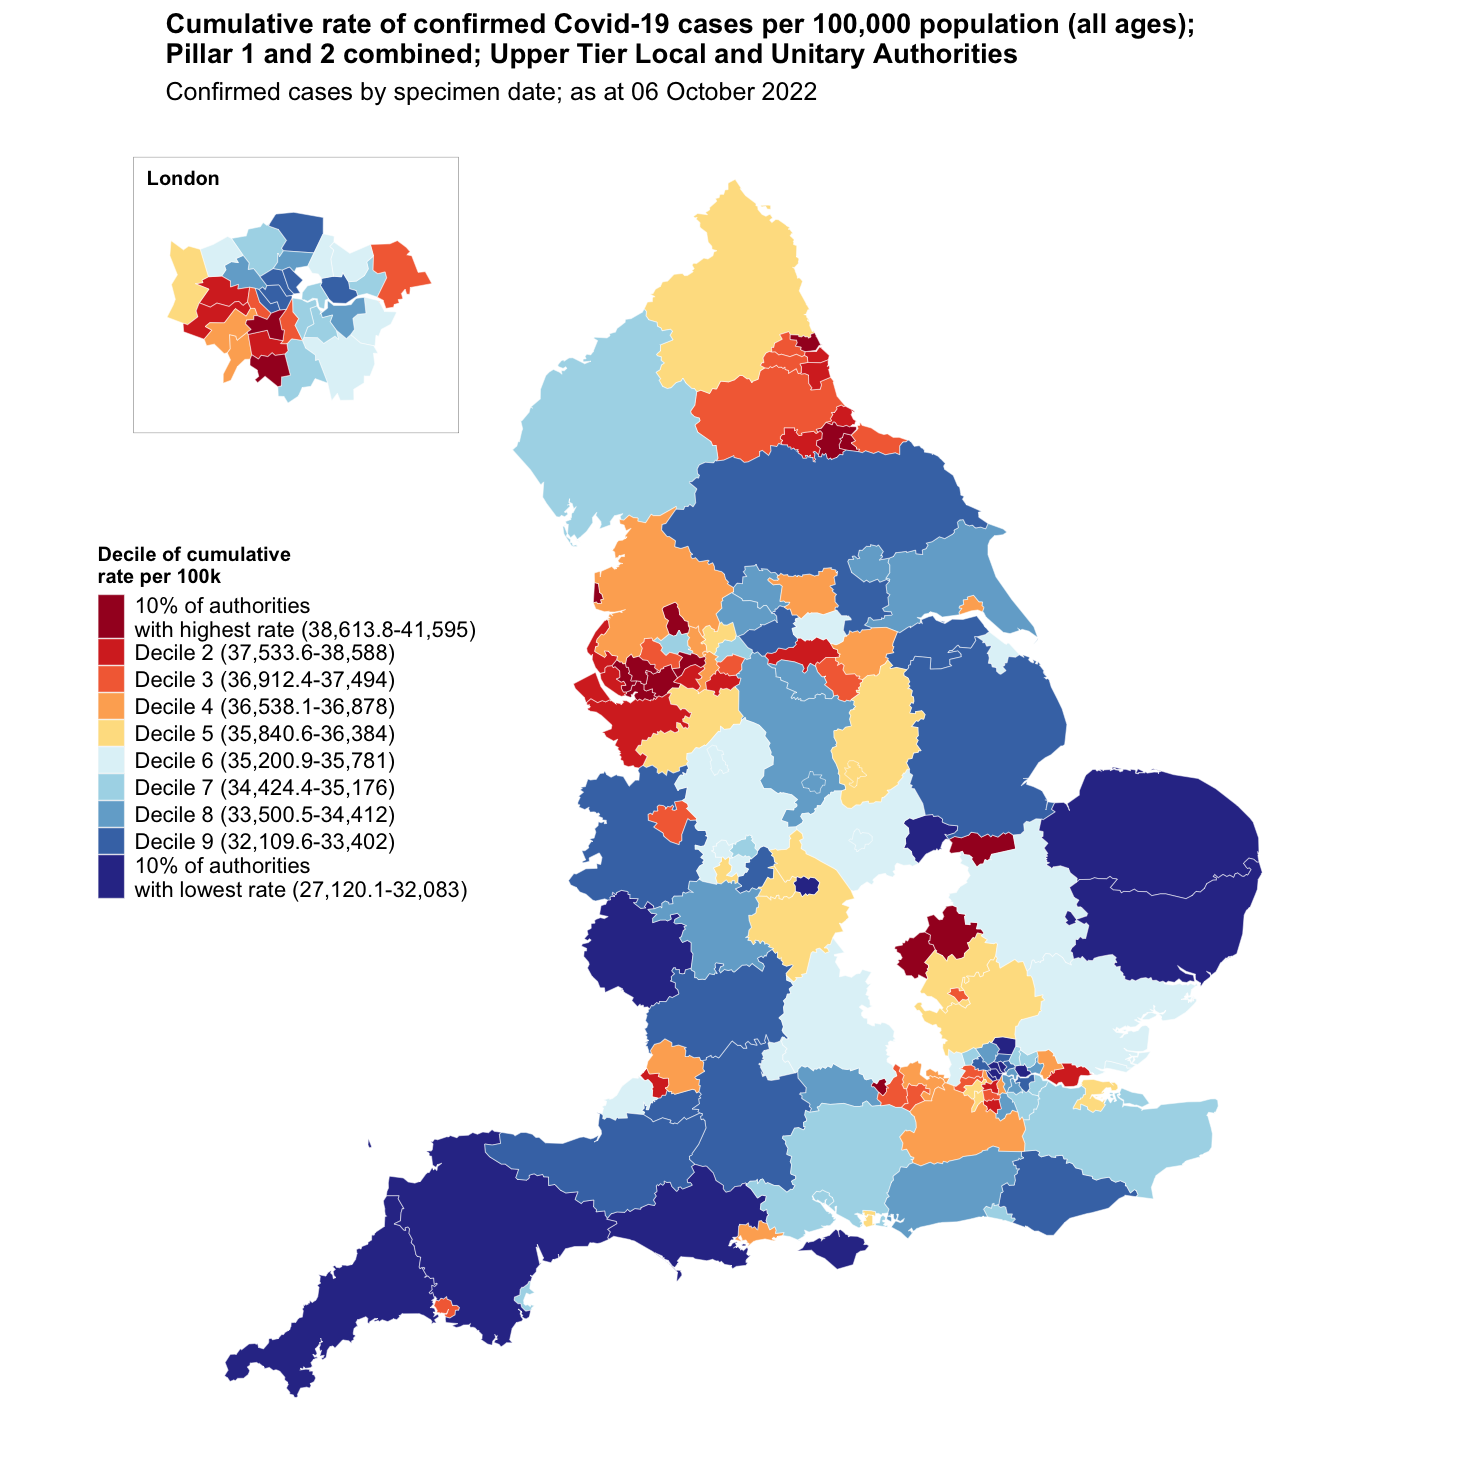 Cumulative rate of confirmed Covid-19 cases per 100,000 population (all ages);
Pillar 1 and 2 combined; Upper Tier Local and Unitary Authorities
Confirmed cases by specimen date; as at 06 October 2022
London
Decile of cumulative
rate per 100k
10% of authorities
with highest rate (38,613.8-41,595)
Decile 2 (37,533.6-38,588)
Decile 3 (36,912.4-37,494)
Decile 4 (36,538.1-36,878)
Decile 5 (35,840.6-36,384)
Decile 6 (35,200.9-35,781)
Decile 7 (34,424.4-35,176)
Decile 8 (33,500.5-34,412)
Decile 9 (32,109.6-33,402)
10% of authorities
with lowest rate (27,120.1-32,083)